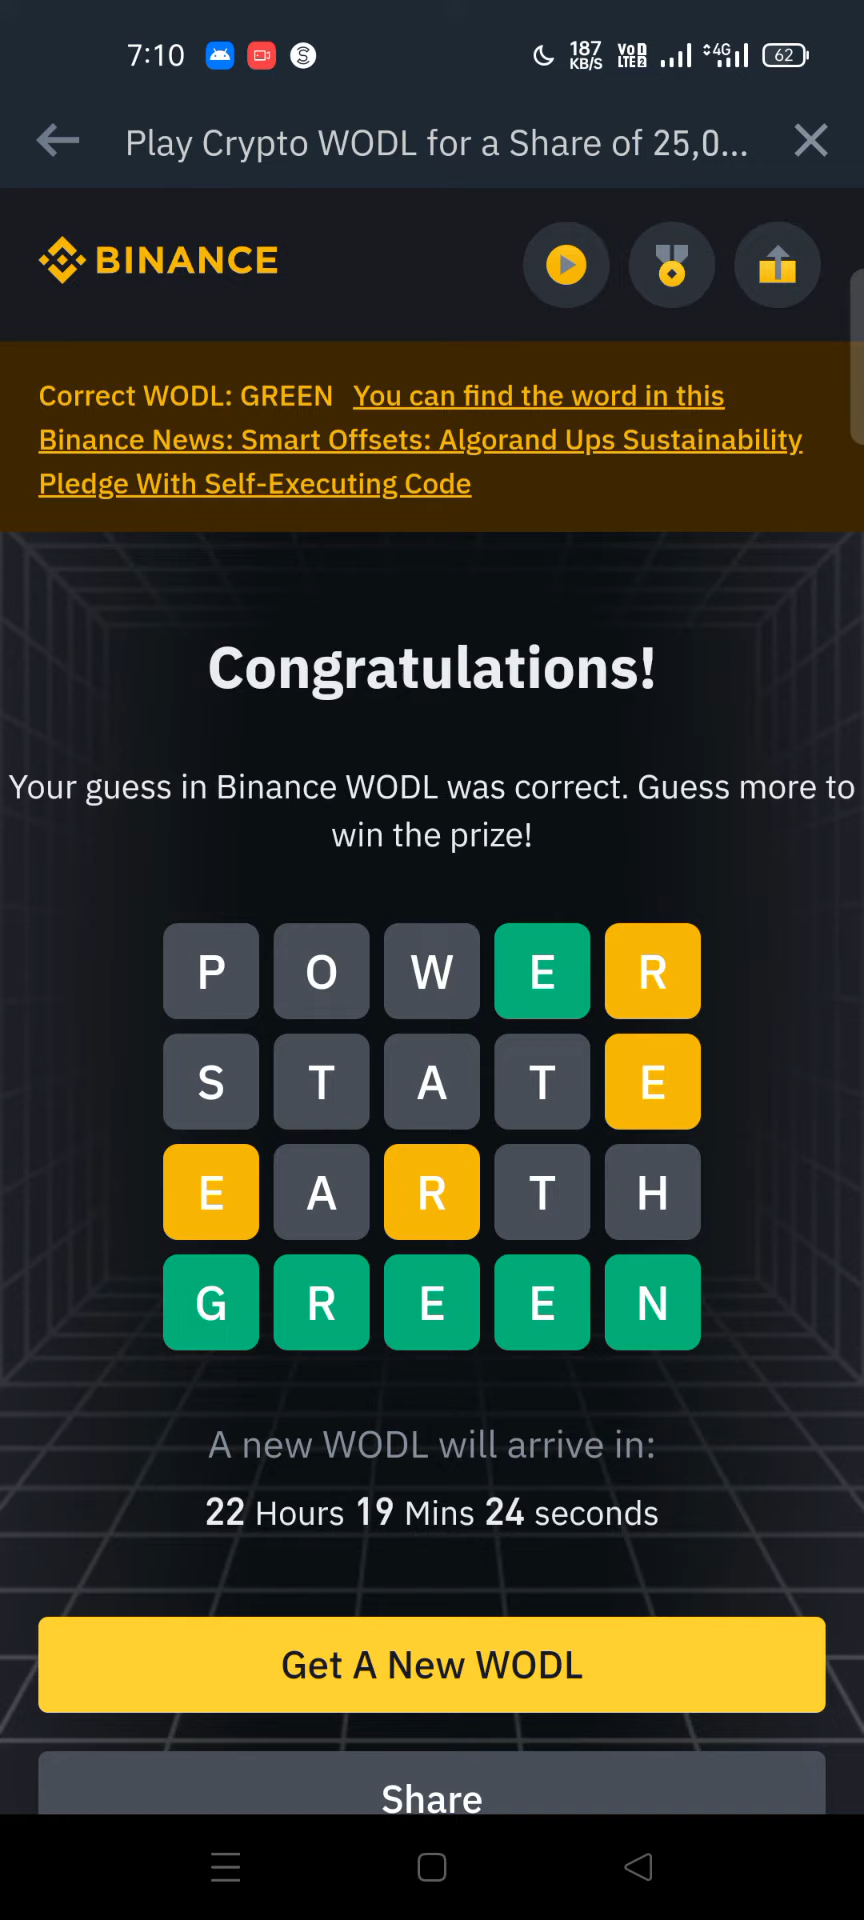 7:10
187 KB/S VoD LTE2 4G 62
Play Crypto WODL for a Share of 25,0...
BINANCE
Correct WODL: GREEN You can find the word in this
Binance News: Smart Offsets: Algorand Ups Sustainability
Pledge With Self-Executing Code
Congratulations!
Your guess in Binance WODL was correct. Guess more to
win the prize!
P O W E R
S T A T E
E A R T H
G R E E N
A new WODL will arrive in:
22 Hours 19 Mins 24 seconds
Get A New WODL
Share